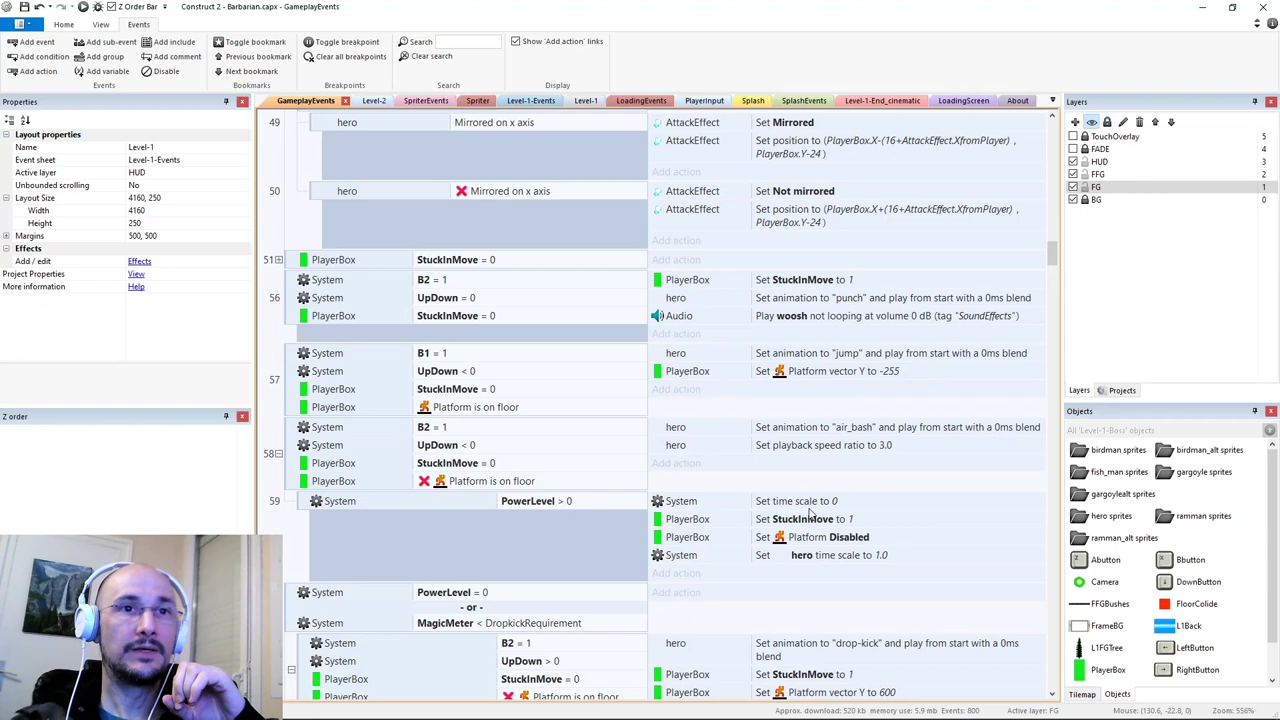 Z Order Bar
Construct 2 - Barbarian.capx - GameplayEvents
Home View Events
Add event Add sub-event Add include Toggle bookmark Toggle breakpoint Search Show 'Add action' links
Add condition Add group Add comment Previous bookmark Clear all breakpoints Clear search
Add action Add variable Disable Next bookmark
Events Bookmarks Breakpoints Search Display
Properties
Layout properties
Name Level-1
Event sheet Level-1-Events
Active layer HUD
Unbounded scrolling No
Layout Size 4160, 250
Width 4160
Height 250
Margins 500, 500
Effects
Add / edit Effects
Project Properties View
More information Help
Z order
GameplayEvents Level-2 SpriterEvents Spriter Level-1-Events Level-1 LoadingEvents PlayerInput Splash SplashEvents Level-1-End_cinematic LoadingScreen About
49 hero Mirrored on x axis AttackEffect Set Mirrored
AttackEffect Set position to (PlayerBox.X-(16+AttackEffect.XfromPlayer) ,
PlayerBox.Y-24 )
Add action
50 hero Mirrored on x axis AttackEffect Set Not mirrored
AttackEffect Set position to (PlayerBox.X+(16+AttackEffect.XfromPlayer) ,
PlayerBox.Y-24 )
Add action
51 PlayerBox StuckInMove = 0 Add action
System B2 = 1 PlayerBox Set StuckInMove to 1
56 System UpDown = 0 hero Set animation to "punch" and play from start with a 0ms blend
PlayerBox StuckInMove = 0 Audio Play woosh not looping at volume 0 dB (tag "SoundEffects")
Add action
System B1 = 1 hero Set animation to "jump" and play from start with a 0ms blend
57 System UpDown < 0 PlayerBox Set Platform vector Y to -255
PlayerBox StuckInMove = 0 Add action
PlayerBox Platform is on floor
System B2 = 1 hero Set animation to "air_bash" and play from start with a 0ms blend
58 System UpDown < 0 hero Set playback speed ratio to 3.0
PlayerBox StuckInMove = 0 Add action
PlayerBox Platform is on floor
59 System PowerLevel > 0 System Set time scale to 0
PlayerBox Set StuckInMove to 1
PlayerBox Set Platform Disabled
System Set hero time scale to 1.0
Add action
System PowerLevel = 0 Add action
- or -
System MagicMeter < DropkickRequirement
System B2 = 1 hero Set animation to "drop-kick" and play from start with a 0ms
System UpDown > 0 blend
PlayerBox StuckInMove = 0 PlayerBox Set StuckInMove to 1
PlayerBox Platform is on floor PlayerBox Set Platform vector Y to 600
Layers
TouchOverlay 5
FADE 4
HUD 3
FFG 2
FG 1
BG 0
Layers Projects
Objects
All 'Level-1-Boss' objects
birdman sprites birdman_alt sprites
fish_man sprites gargoyle sprites
gargoylealt sprites
hero sprites ramman sprites
ramman_alt sprites
Abutton Bbutton
Camera DownButton
FFGBushes FloorColide
FrameBG L1Back
L1FGTree LeftButton
PlayerBox RightButton
Tilemap Objects
Approx. download: 520 kb memory use: 5.9 mb Events: 800 Active layer: FG Mouse: (130.6, -22.8, 0) Zoom: 556%